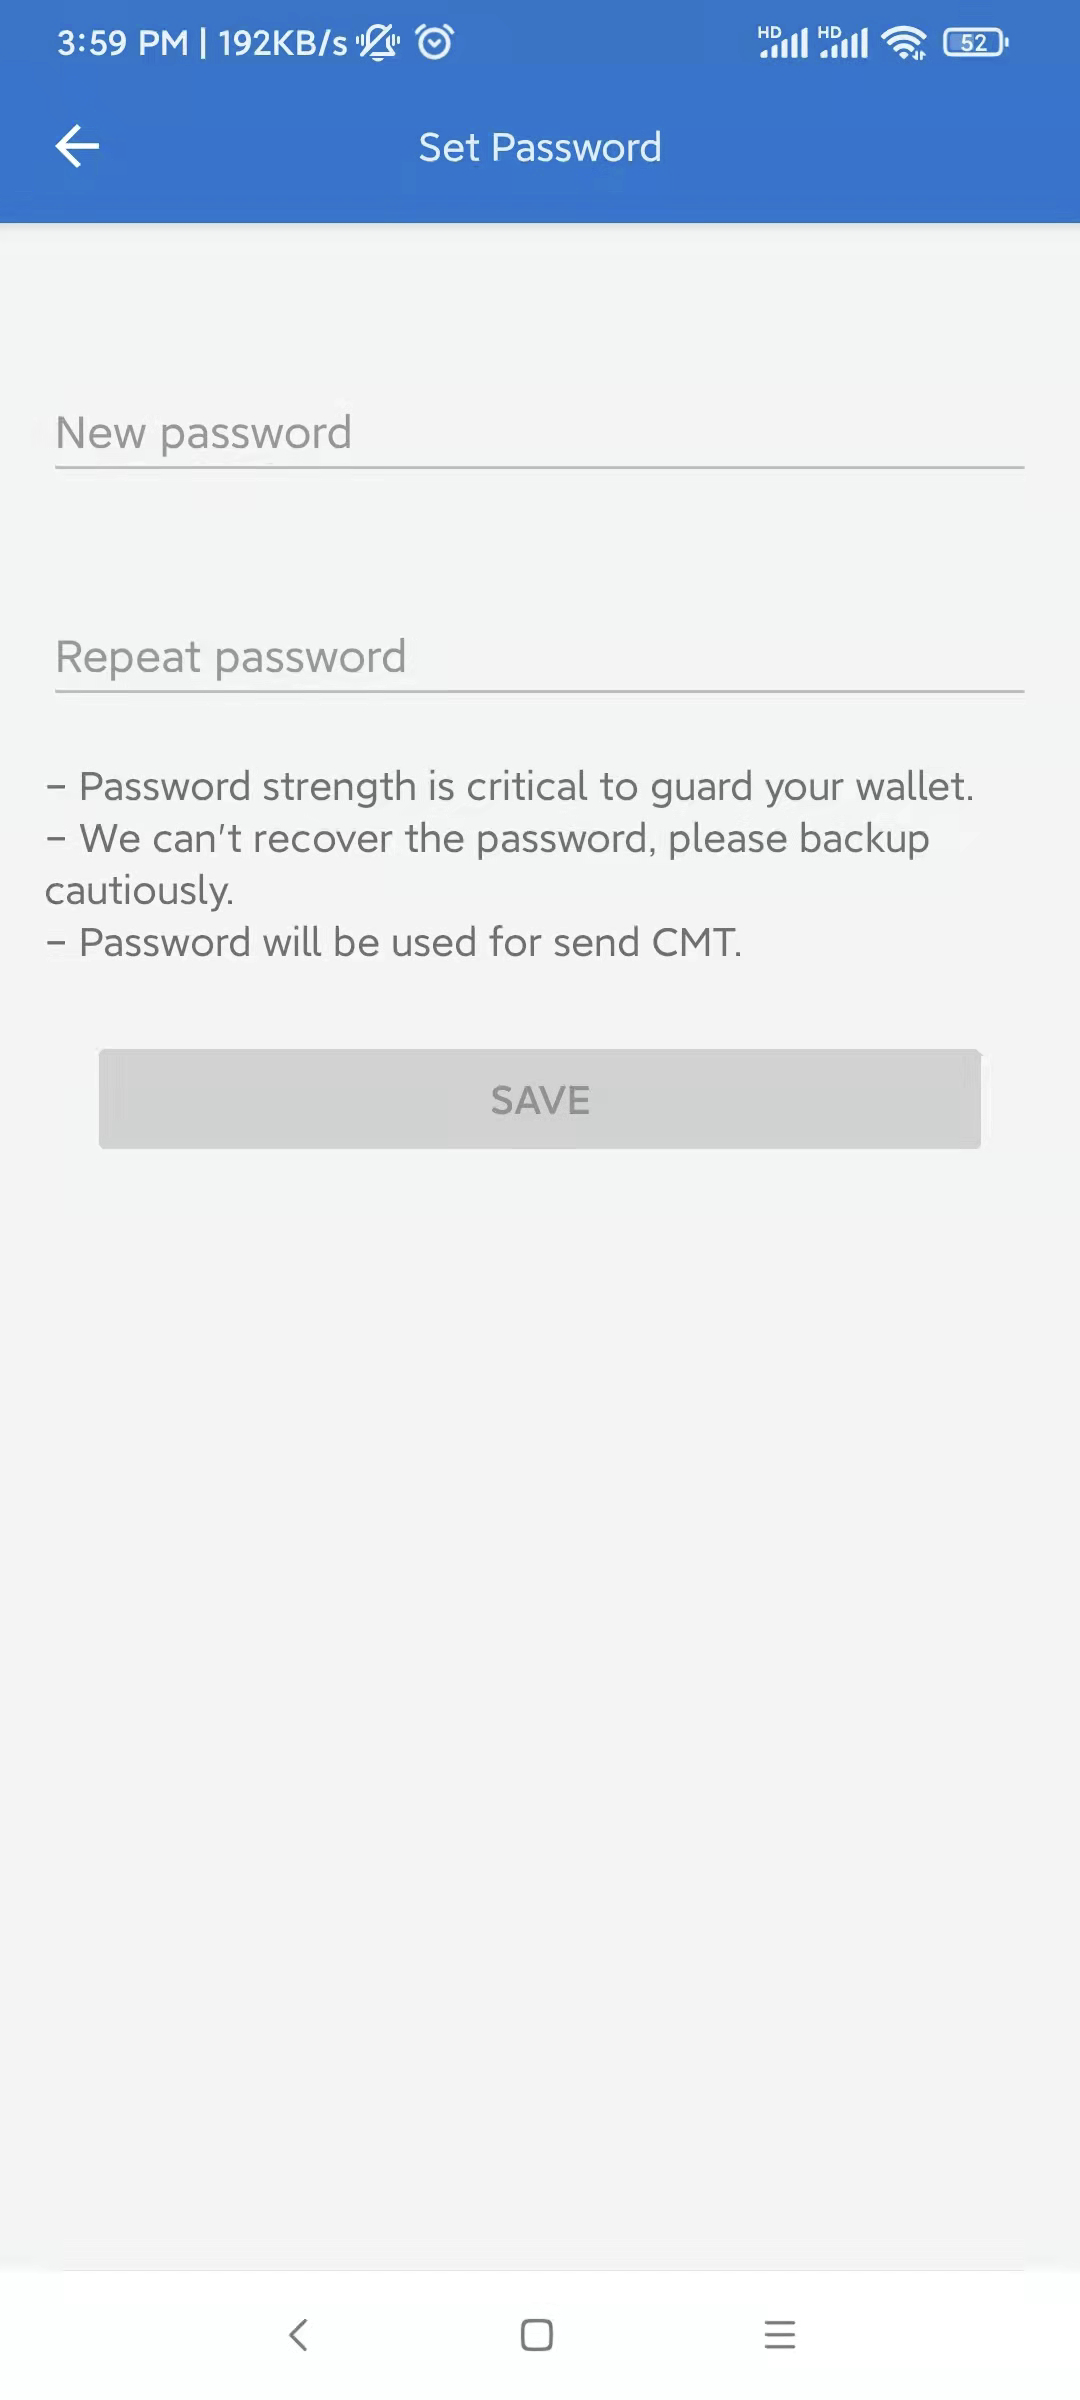 3:59 PM | 192KB/s HD HD 52
Set Password
New password
Repeat password
– Password strength is critical to guard your wallet.
– We can't recover the password, please backup
cautiously.
– Password will be used for send CMT.
SAVE